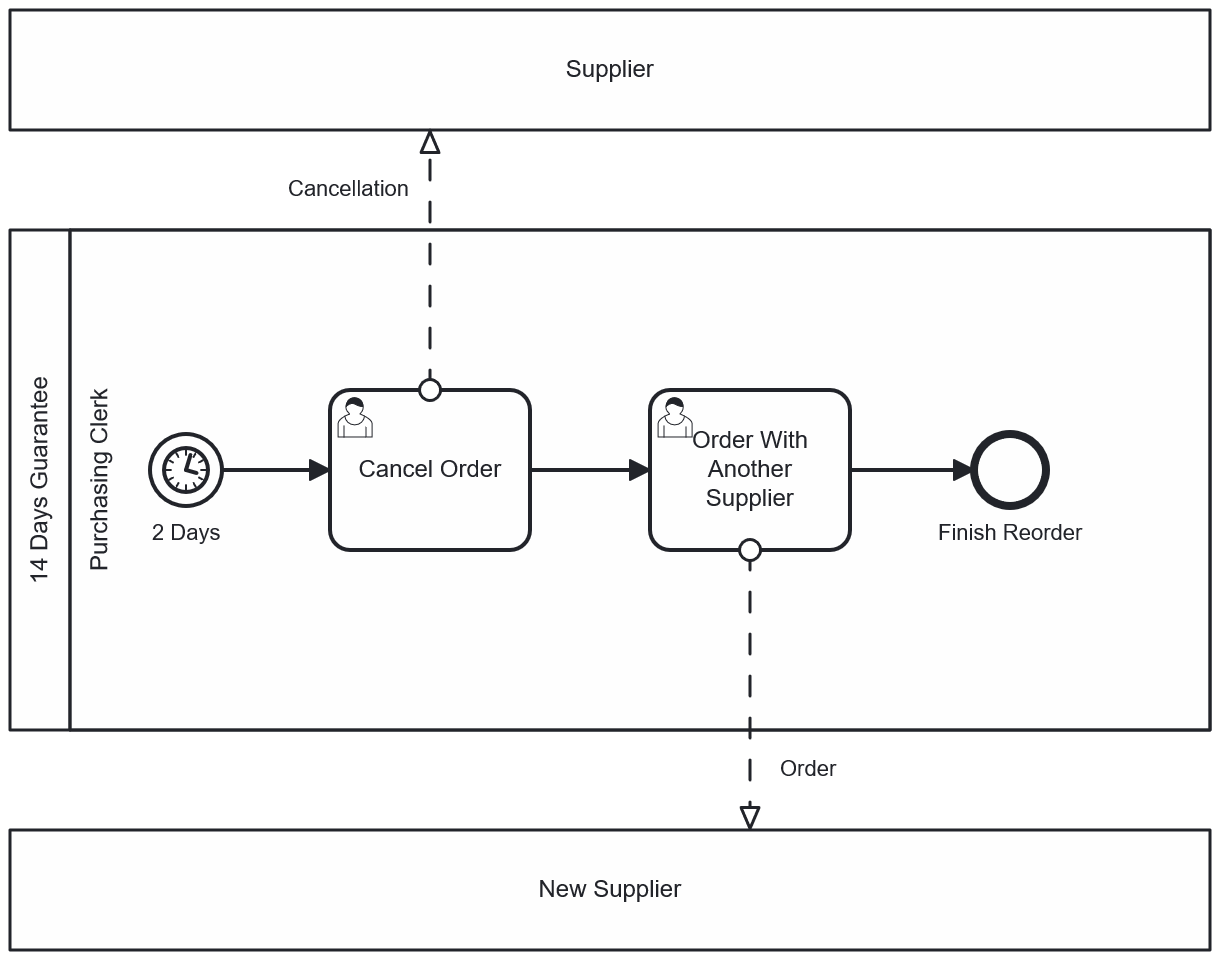 Supplier
Cancellation
14 Days Guarantee
Purchasing Clerk
2 Days
Cancel Order
Order With
Another
Supplier
Finish Reorder
Order
New Supplier